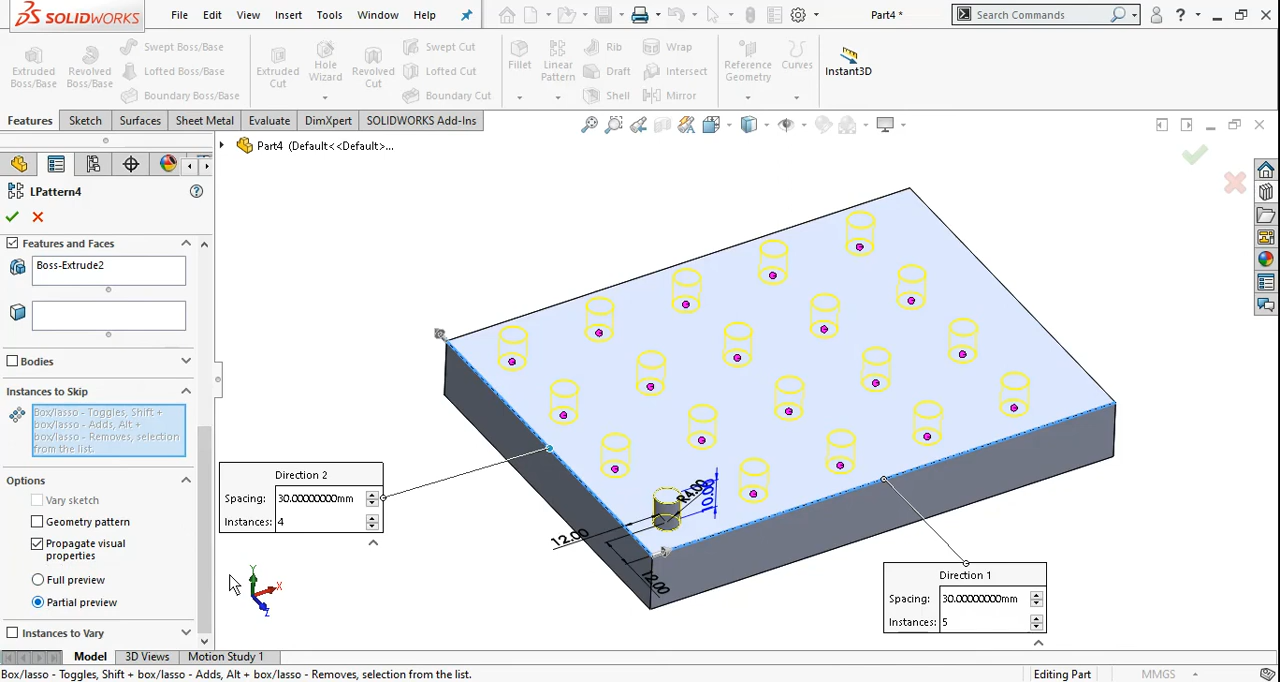 SOLIDWORKS
File Edit View Insert Tools Window Help
Part4 *
Search Commands
Extruded Boss/Base
Revolved Boss/Base
Swept Boss/Base
Lofted Boss/Base
Boundary Boss/Base
Extruded Cut
Hole Wizard
Revolved Cut
Swept Cut
Lofted Cut
Boundary Cut
Fillet
Linear Pattern
Rib
Draft
Shell
Wrap
Intersect
Mirror
Reference Geometry
Curves
Instant3D
Features Sketch Surfaces Sheet Metal Evaluate DimXpert SOLIDWORKS Add-Ins
Part4 (Default<<Default>...
LPattern4
Features and Faces
Boss-Extrude2
Bodies
Instances to Skip
Box/lasso - Toggles, Shift +
box/lasso - Adds, Alt +
box/lasso - Removes, selection
from the list.
Options
Vary sketch
Geometry pattern
Propagate visual
properties
Full preview
Partial preview
Instances to Vary
Direction 2
Spacing: 30.00000000mm
Instances: 4
R4.00
10.00
12.00
12.00
Direction 1
Spacing: 30.00000000mm
Instances: 5
Y
X
Z
Model 3D Views Motion Study 1
Box/lasso - Toggles, Shift + box/lasso - Adds, Alt + box/lasso - Removes, selection from the list.
Editing Part
MMGS